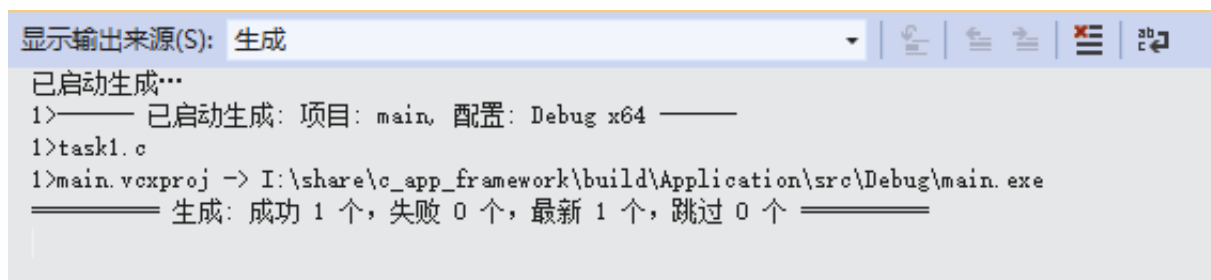 显示输出来源(S): 生成
已启动生成…
1>—— 已启动生成: 项目: main, 配置: Debug x64 ——
1>task1.c
1>main.vcxproj -> I:\share\c_app_framework\build\Application\src\Debug\main.exe
========== 生成: 成功 1 个，失败 0 个，最新 1 个，跳过 0 个 ==========